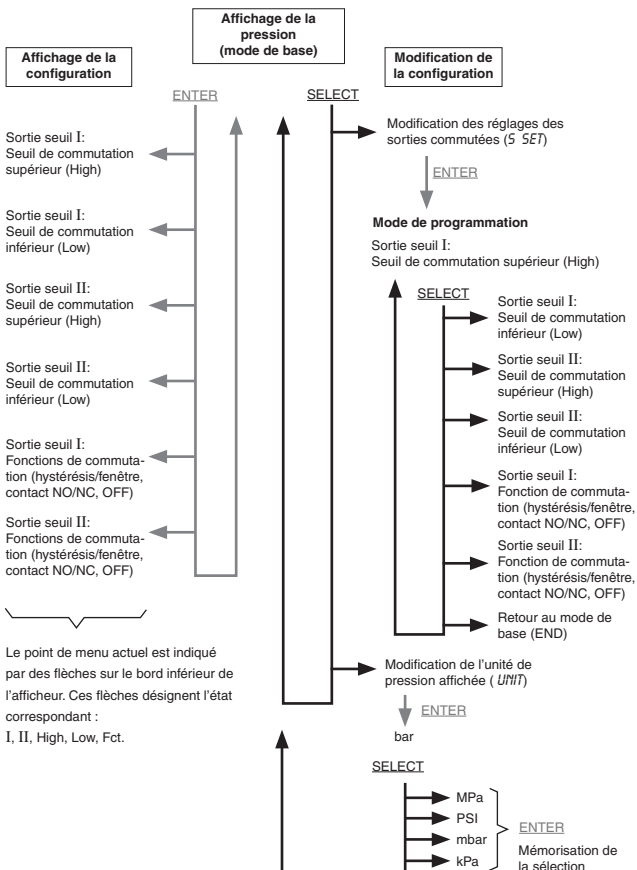 Affichage de la
pression
(mode de base)
Affichage de la
configuration
Modification de
la configuration
ENTER
SELECT
Sortie seuil I:
Seuil de commutation
supérieur (High)
Sortie seuil I:
Seuil de commutation
inférieur (Low)
Sortie seuil II:
Seuil de commutation
supérieur (High)
Sortie seuil II:
Seuil de commutation
inférieur (Low)
Sortie seuil I:
Fonctions de commuta-
tion (hystérésis/fenêtre,
contact NO/NC, OFF)
Sortie seuil II:
Fonctions de commuta-
tion (hystérésis/fenêtre,
contact NO/NC, OFF)
Le point de menu actuel est indiqué
par des flèches sur le bord inférieur de
l'afficheur. Ces flèches désignent l'état
correspondant :
I, II, High, Low, Fct.
Modification des réglages des
sorties commutées (S SET)
ENTER
Mode de programmation
Sortie seuil I:
Seuil de commutation supérieur (High)
SELECT
Sortie seuil I:
Seuil de commutation
inférieur (Low)
Sortie seuil II:
Seuil de commutation
supérieur (High)
Sortie seuil II:
Seuil de commutation
inférieur (Low)
Sortie seuil I:
Fonction de commuta-
tion (hystérésis/fenêtre,
contact NO/NC, OFF)
Sortie seuil II:
Fonction de commuta-
tion (hystérésis/fenêtre,
contact NO/NC, OFF)
Retour au mode de
base (END)
Modification de l'unité de
pression affichée ( UNIT)
ENTER
bar
SELECT
MPa
PSI
mbar
kPa
ENTER
Mémorisation de
la sélection